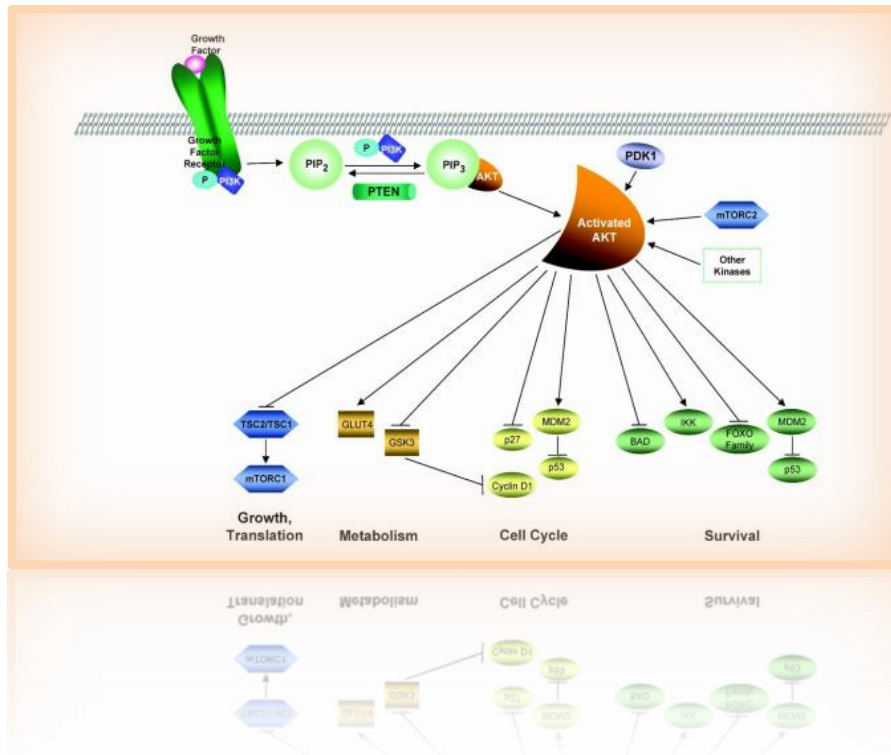 Growth
Factor
Growth
Factor
Receptor
P
PI3K
PIP2
P
PI3K
PTEN
PIP3
AKT
PDK1
Activated
AKT
mTORC2
Other
Kinases
TSC2/TSC1
mTORC1
GLUT4
GSK3
p27
MDM2
p53
Cyclin D1
BAD
IKK
FOXO
Family
MDM2
p53
Growth,
Translation
Metabolism
Cell Cycle
Survival